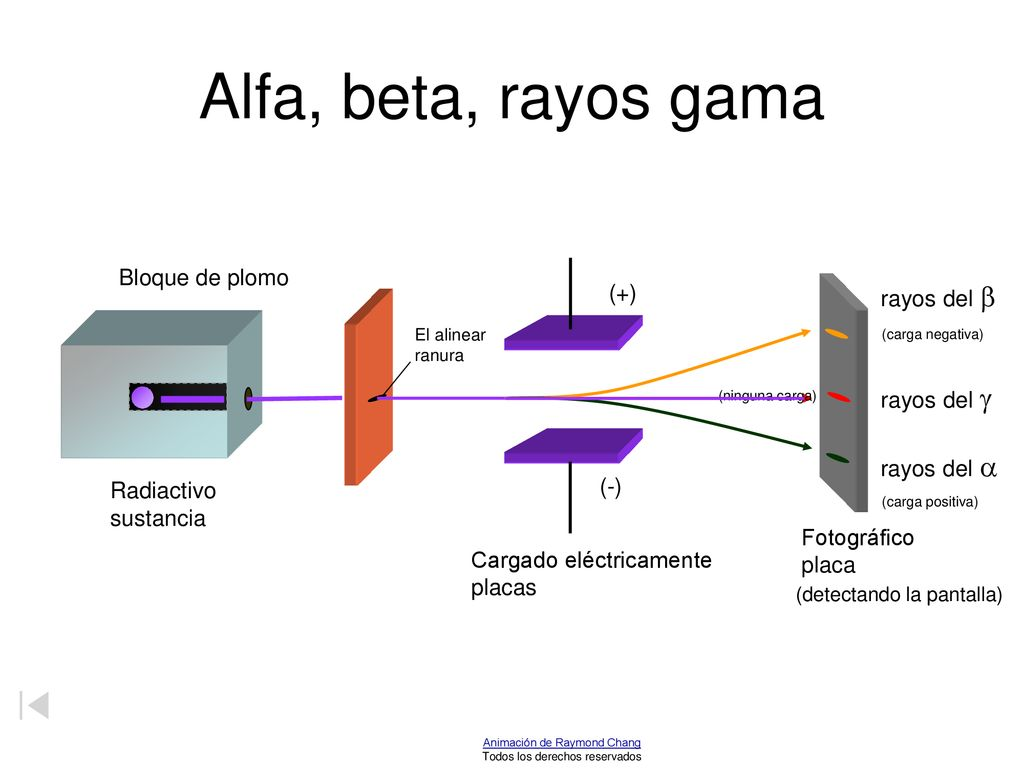 Alfa, beta, rayos gama
Bloque de plomo
(+)
rayos del β
El alinear
ranura
(carga negativa)
(ninguna carga)
rayos del γ
rayos del α
Radiactivo
sustancia
(-)
(carga positiva)
Cargado eléctricamente
placas
Fotográfico
placa
(detectando la pantalla)
Animación de Raymond Chang
Todos los derechos reservados